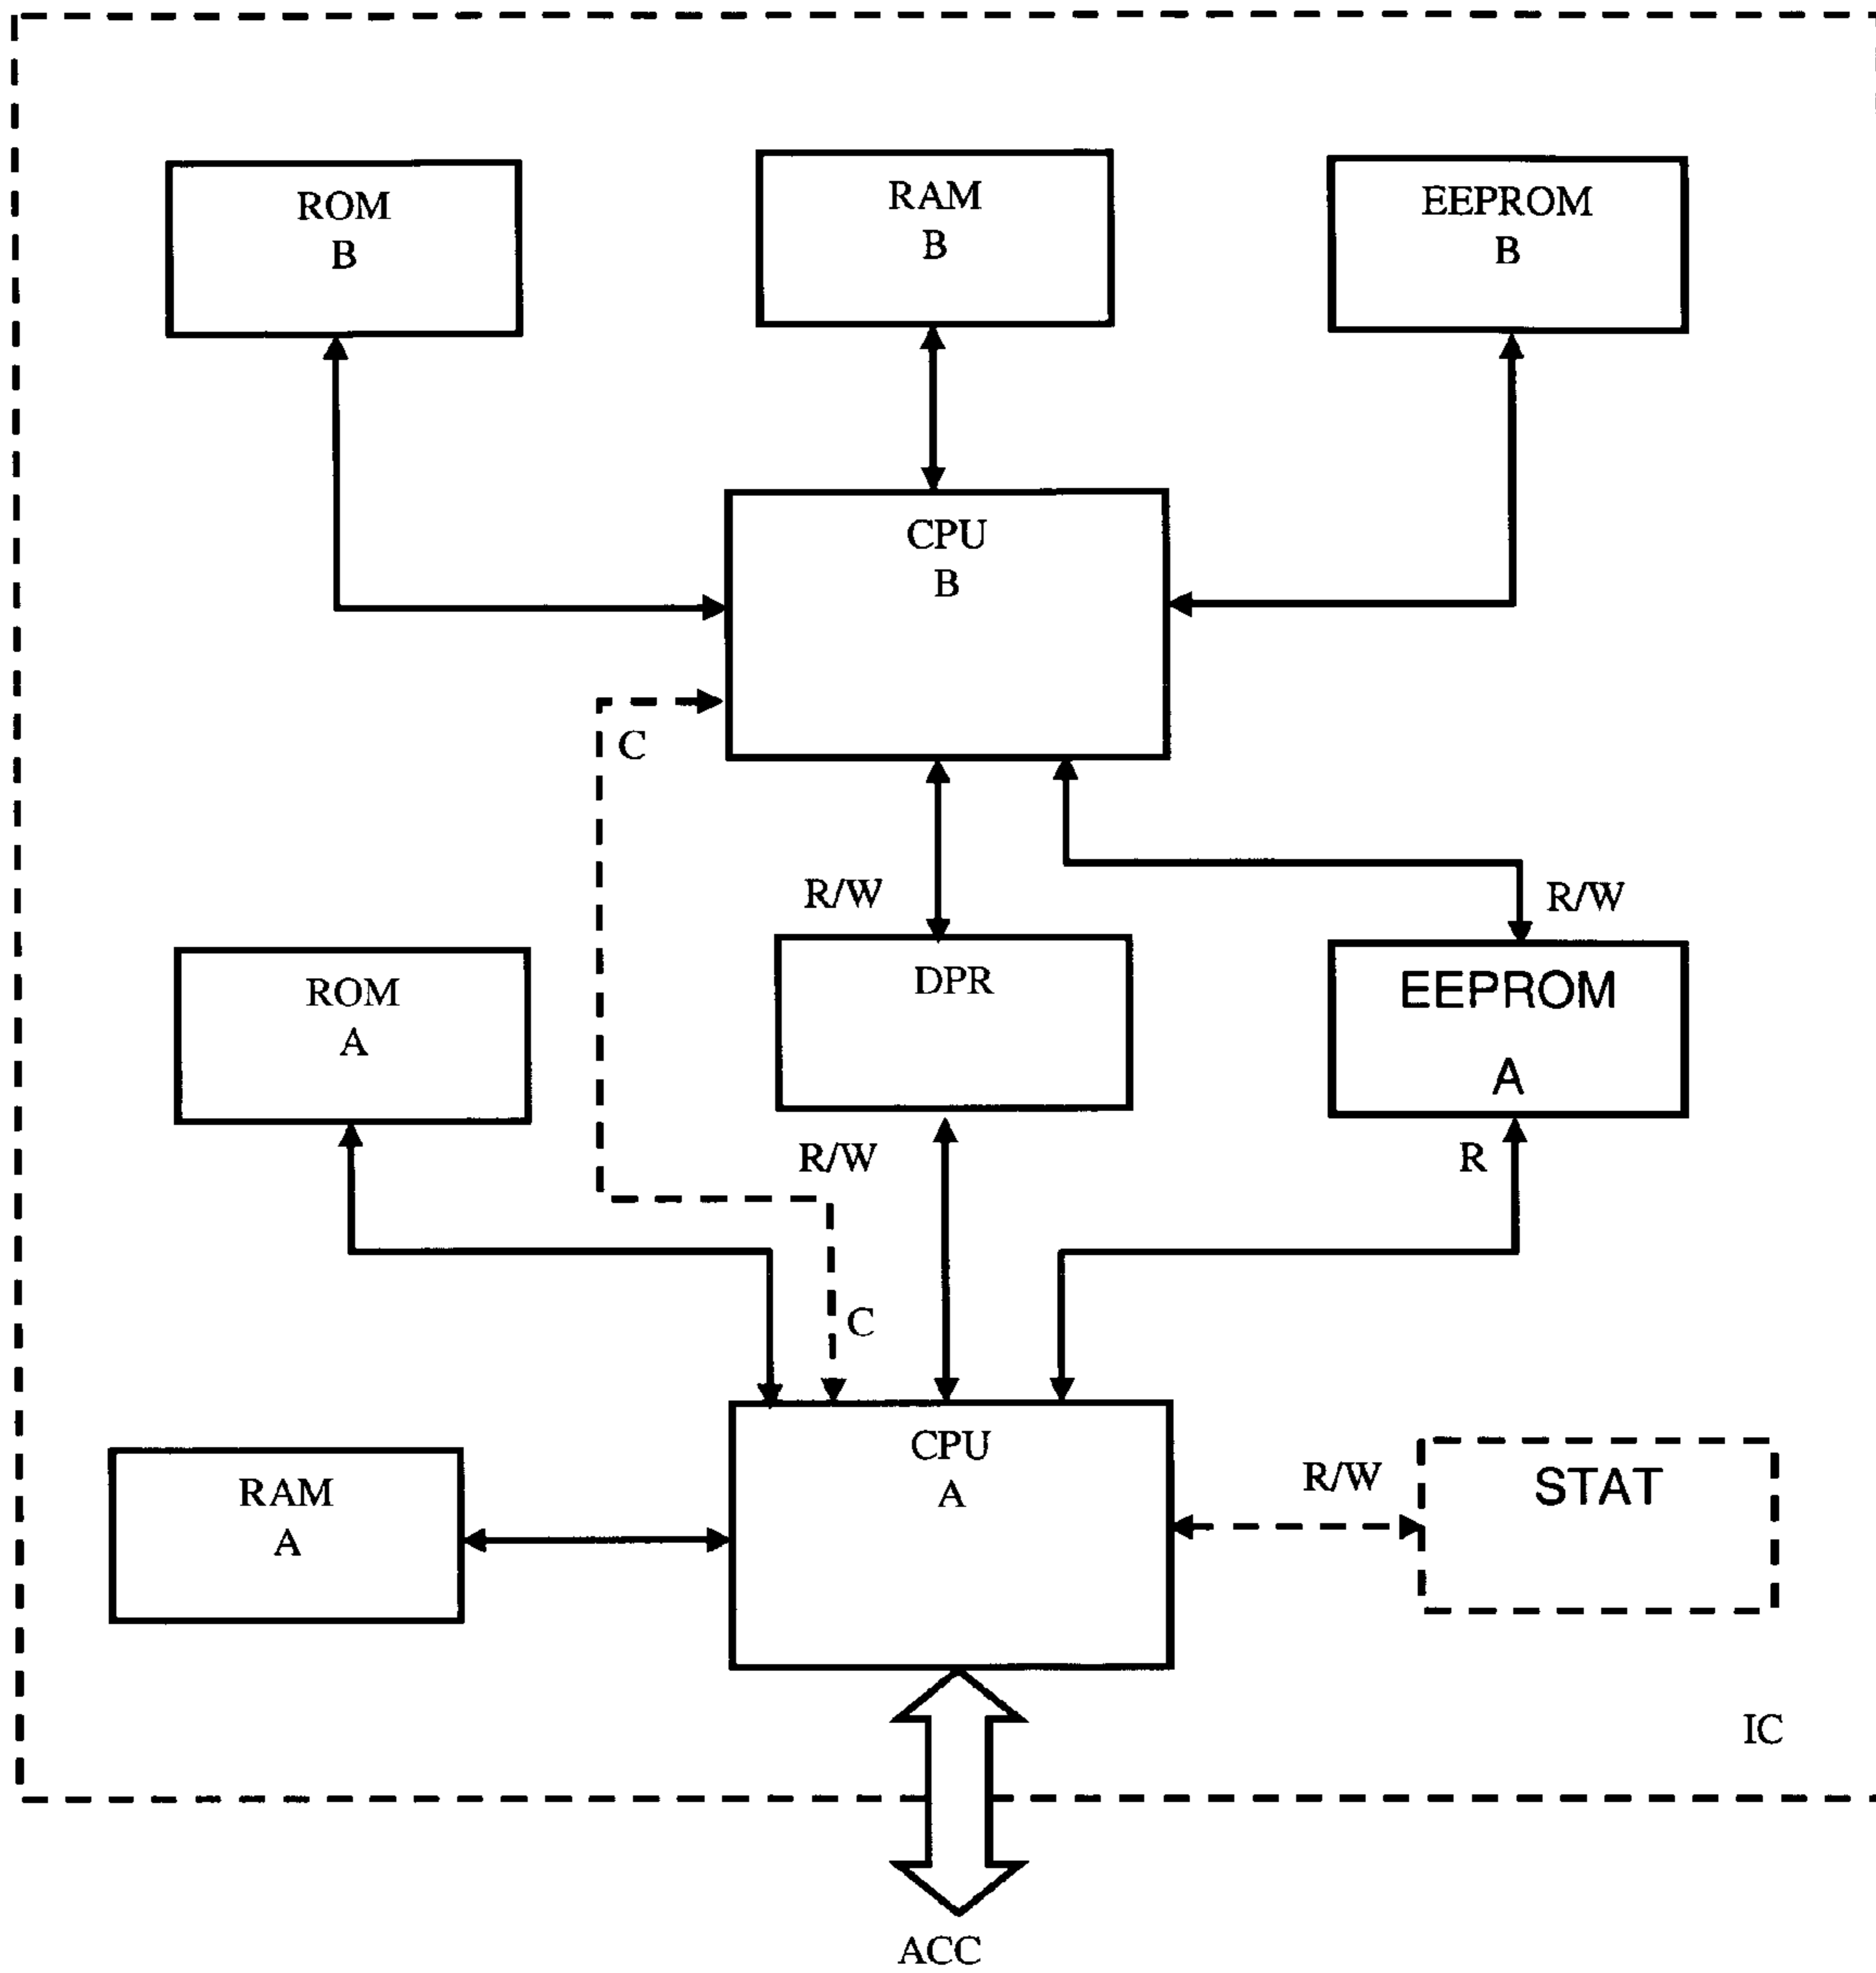 ROM
B
RAM
B
EEPROM
B
CPU
B
C
R/W
R/W
ROM
A
DPR
EEPROM
A
R/W
R
C
CPU
A
RAM
A
R/W
STAT
IC
ACC